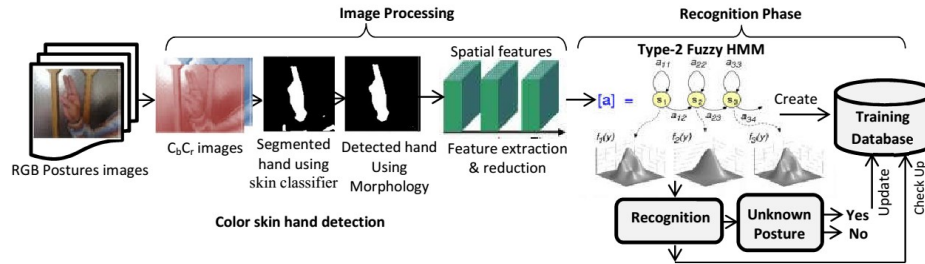 Image Processing
Recognition Phase
Spatial features
Type-2 Fuzzy HMM
a11 a22 a33
[a] =
s1 s2 s3
a12 a23 a34
Create
Training
Database
f1(y) f2(y) f3(y)
RGB Postures images
CbCr images
Segmented
hand using
skin classifier
Detected hand
Using
Morphology
Feature extraction
& reduction
Color skin hand detection
Recognition
Unknown
Posture
Yes
No
Update
Check Up